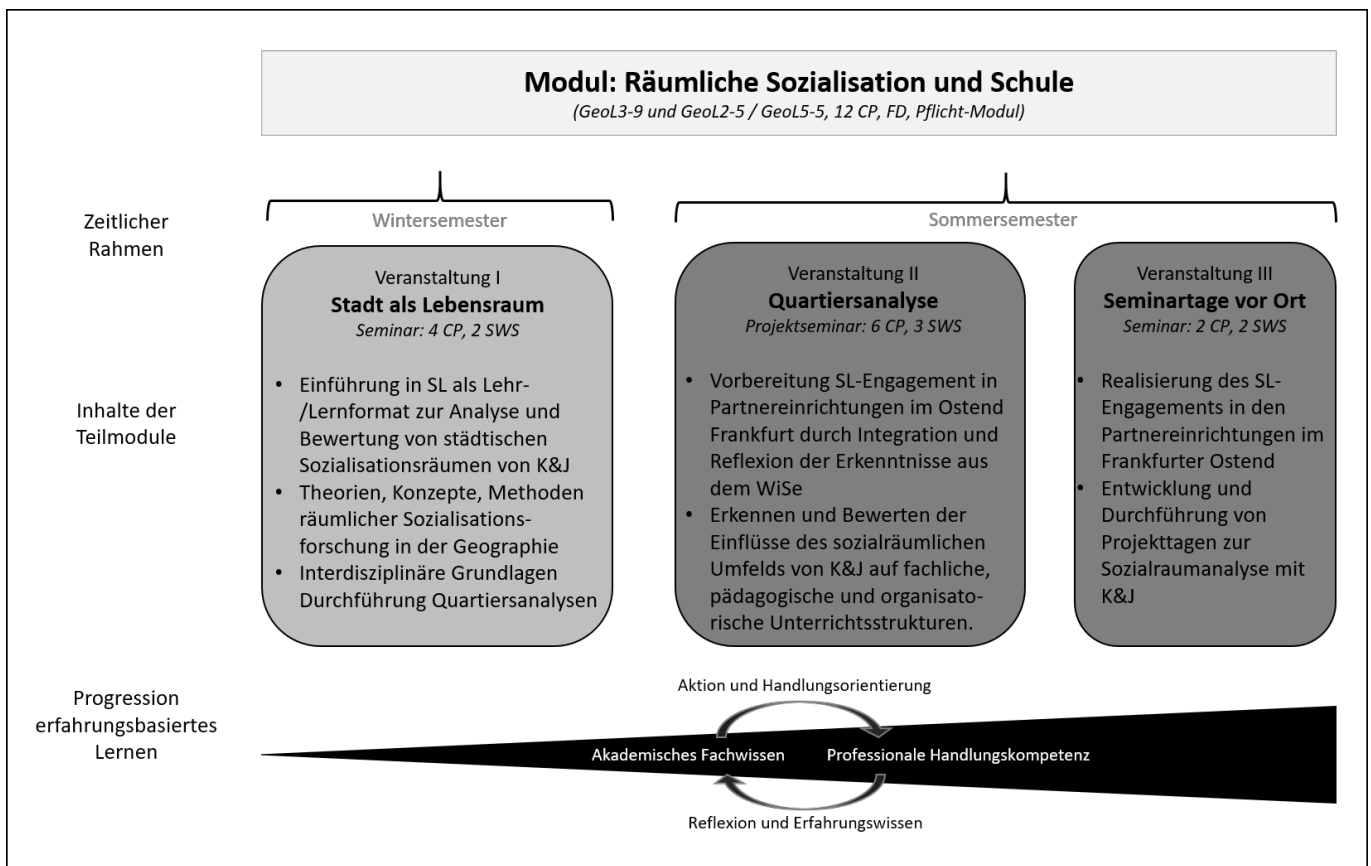 Modul: Räumliche Sozialisation und Schule
(GeoL3-9 und GeoL2-5 / GeoL5-5, 12 CP, FD, Pflicht-Modul)
Zeitlicher
Rahmen
Wintersemester
Sommersemester
Inhalte der
Teilmodule
Veranstaltung I
Stadt als Lebensraum
Seminar: 4 CP, 2 SWS
• Einführung in SL als Lehr-
/Lernformat zur Analyse und
Bewertung von städtischen
Sozialisationsräumen von K&J
• Theorien, Konzepte, Methoden
räumlicher Sozialisations-
forschung in der Geographie
• Interdisziplinäre Grundlagen
Durchführung Quartiersanalysen
Veranstaltung II
Quartiersanalyse
Projektseminar: 6 CP, 3 SWS
• Vorbereitung SL-Engagement in
Partnereinrichtungen im Ostend
Frankfurt durch Integration und
Reflexion der Erkenntnisse aus
dem WiSe
• Erkennen und Bewerten der
Einflüsse des sozialräumlichen
Umfelds von K&J auf fachliche,
pädagogische und organisato-
rische Unterrichtsstrukturen.
Veranstaltung III
Seminartage vor Ort
Seminar: 2 CP, 2 SWS
• Realisierung des SL-
Engagements in den
Partnereinrichtungen im
Frankfurter Ostend
• Entwicklung und
Durchführung von
Projekttagen zur
Sozialraumanalyse mit
K&J
Progression
erfahrungsbasiertes
Lernen
Aktion und Handlungsorientierung
Akademisches Fachwissen
Professionale Handlungskompetenz
Reflexion und Erfahrungswissen